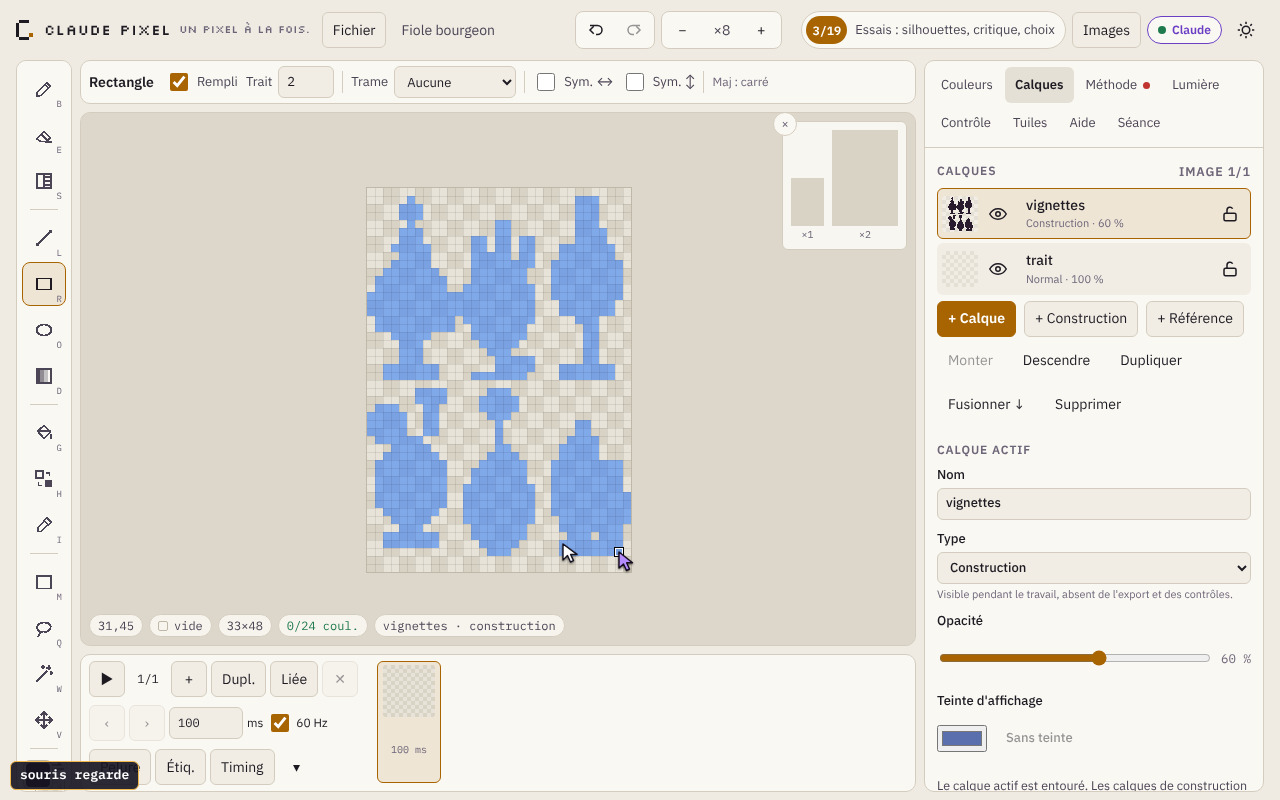 CLAUDE PIXEL UN PIXEL À LA FOIS. Fichier Fiole bourgeon
− ×8 +
3/19 Essais : silhouettes, critique, choix Images Claude
Rectangle Rempli Trait 2 Trame Aucune Sym. ↔ Sym. ↕ Maj : carré
B
E
S
L
R
O
D
G
H
I
M
Q
W
V
×
×1 ×2
31,45 vide 33×48 0/24 coul. vignettes · construction
1/1 + Dupl. Liée ×
‹ › 100 ms 60 Hz
Étiq. Timing ▼
100 ms
souris regarde
Couleurs Calques Méthode Lumière
Contrôle Tuiles Aide Séance
CALQUES IMAGE 1/1
vignettes
Construction · 60 %
trait
Normal · 100 %
+ Calque + Construction + Référence
Monter Descendre Dupliquer
Fusionner ↓ Supprimer
CALQUE ACTIF
Nom
vignettes
Type
Construction
Visible pendant le travail, absent de l'export et des contrôles.
Opacité
60 %
Teinte d'affichage
Sans teinte
Le calque actif est entouré. Les calques de construction